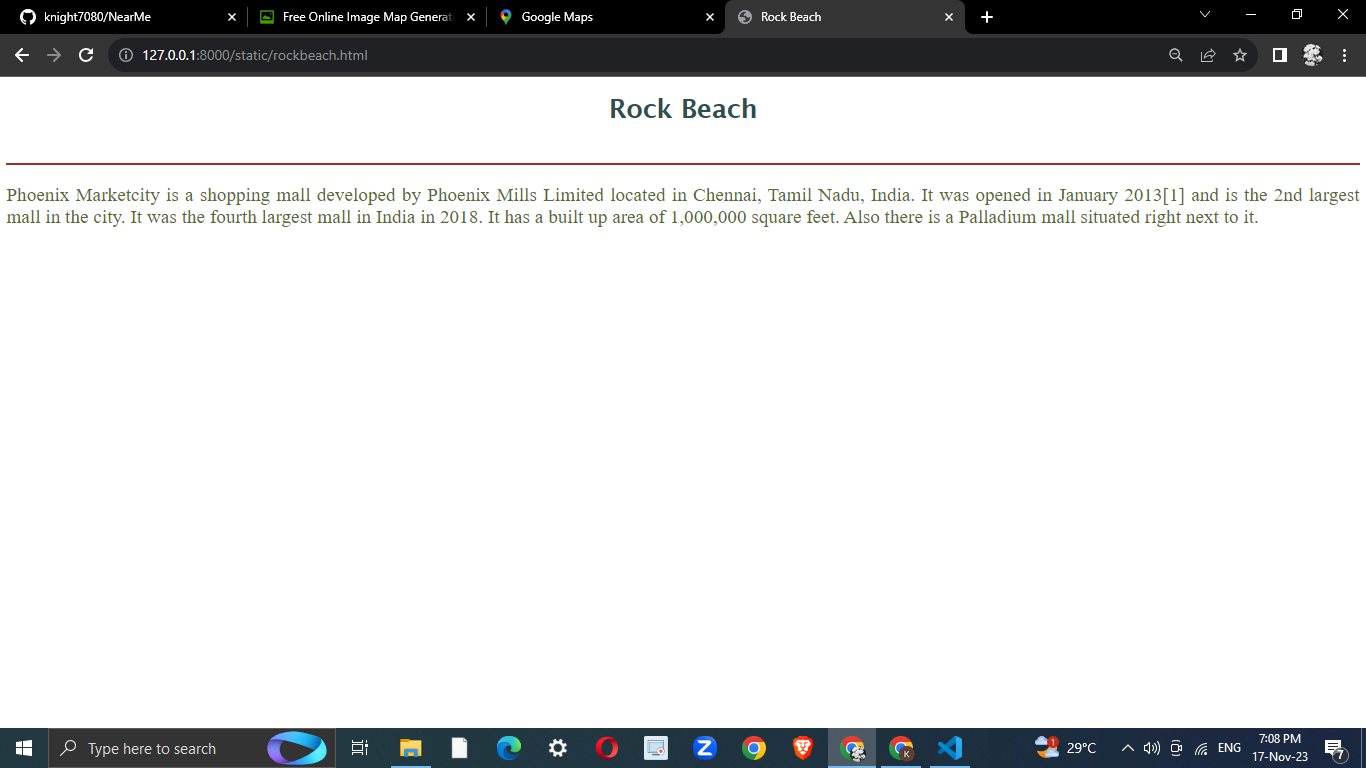 knight7080/NearMe
Free Online Image Map Generat
Google Maps
Rock Beach
127.0.0.1:8000/static/rockbeach.html
Rock Beach
Phoenix Marketcity is a shopping mall developed by Phoenix Mills Limited located in Chennai, Tamil Nadu, India. It was opened in January 2013[1] and is the 2nd largest
mall in the city. It was the fourth largest mall in India in 2018. It has a built up area of 1,000,000 square feet. Also there is a Palladium mall situated right next to it.
Type here to search
Z
K
1
29°C
ENG
7:08 PM
17-Nov-23
7